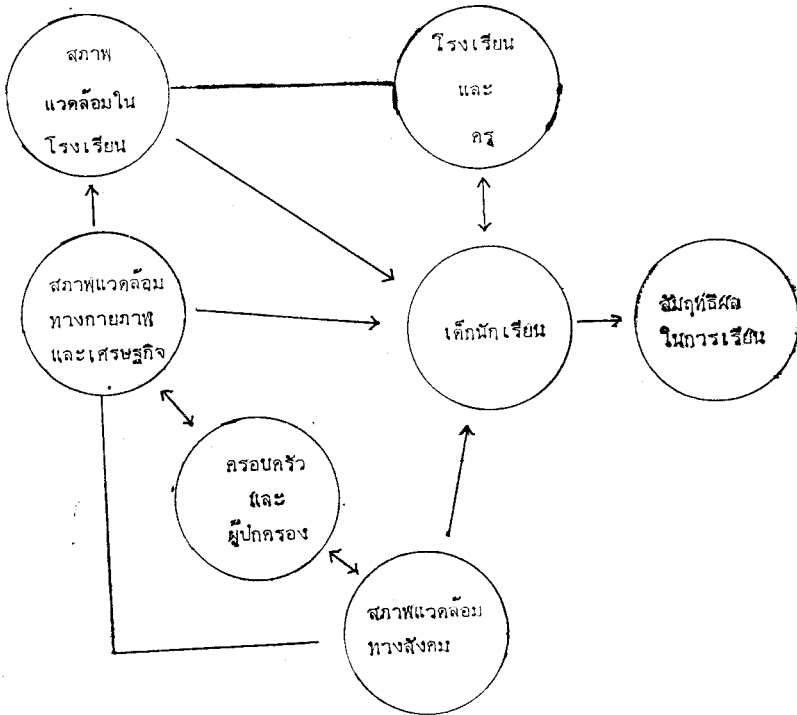 สภาพ
แวดล้อมใน
โรงเรียน
โรงเรียน
และ
ครู
สภาพแวดล้อม
ทางกายภาพ
และเศรษฐกิจ
เด็กนักเรียน
สัมฤทธิผล
ในการเรียน
ครอบครัว
และ
ผู้ปกครอง
สภาพแวดล้อม
ทางสังคม